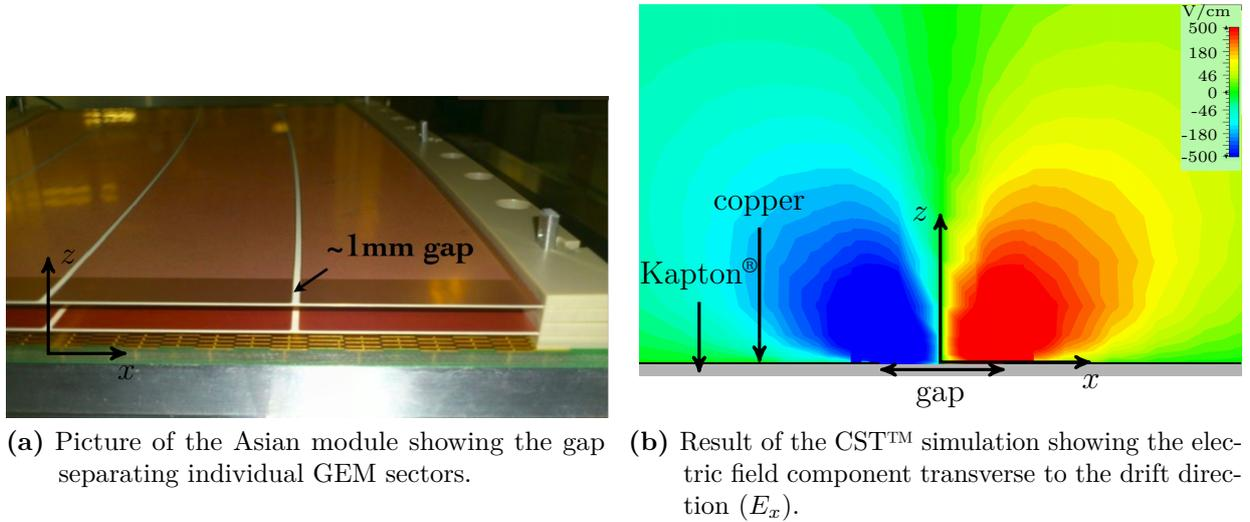 z
~1mm gap
x
(a) Picture of the Asian module showing the gap
separating individual GEM sectors.
V/cm
500
180
46
0
-46
-180
-500
copper
z
Kapton®
x
gap
(b) Result of the CST™ simulation showing the elec-
tric field component transverse to the drift direc-
tion (Eₓ).